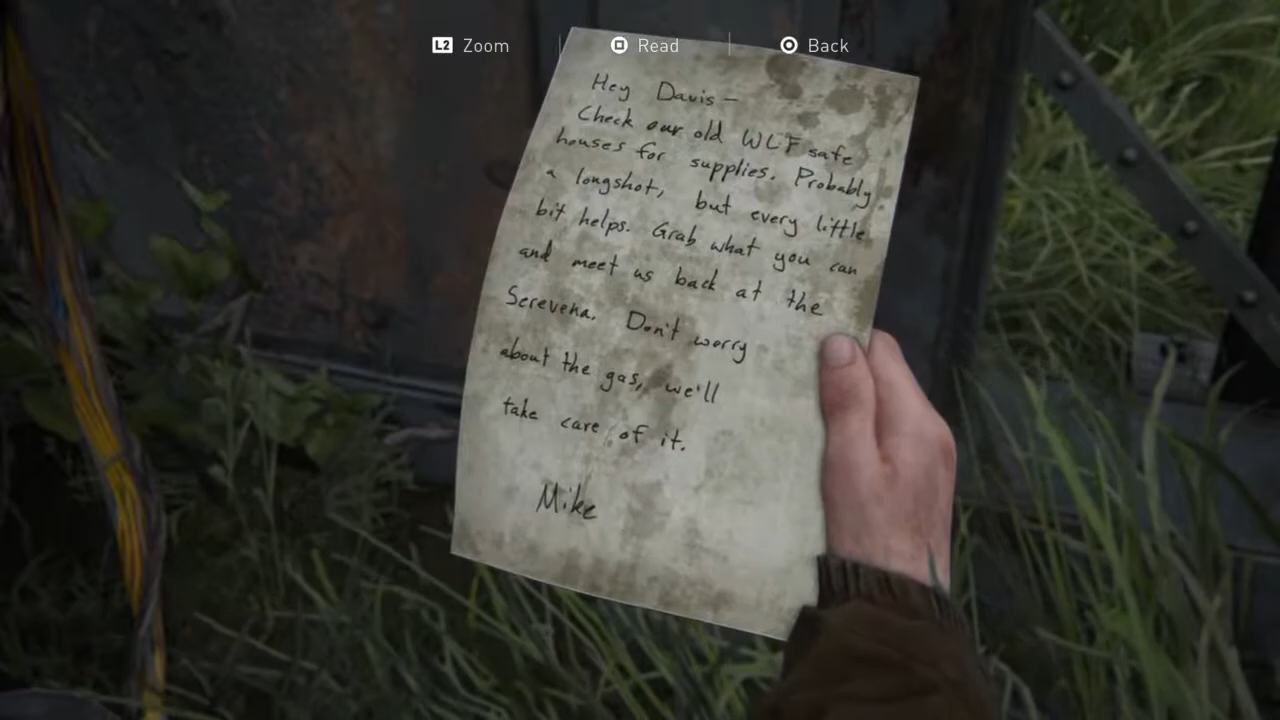 L2 Zoom Read Back
Hey Davis —
Check our old WLF safe
houses for supplies. Probably
a longshot, but every little
bit helps. Grab what you can
and meet us back at the
Serevena. Don't worry
about the gas, we'll
take care of it.
Mike